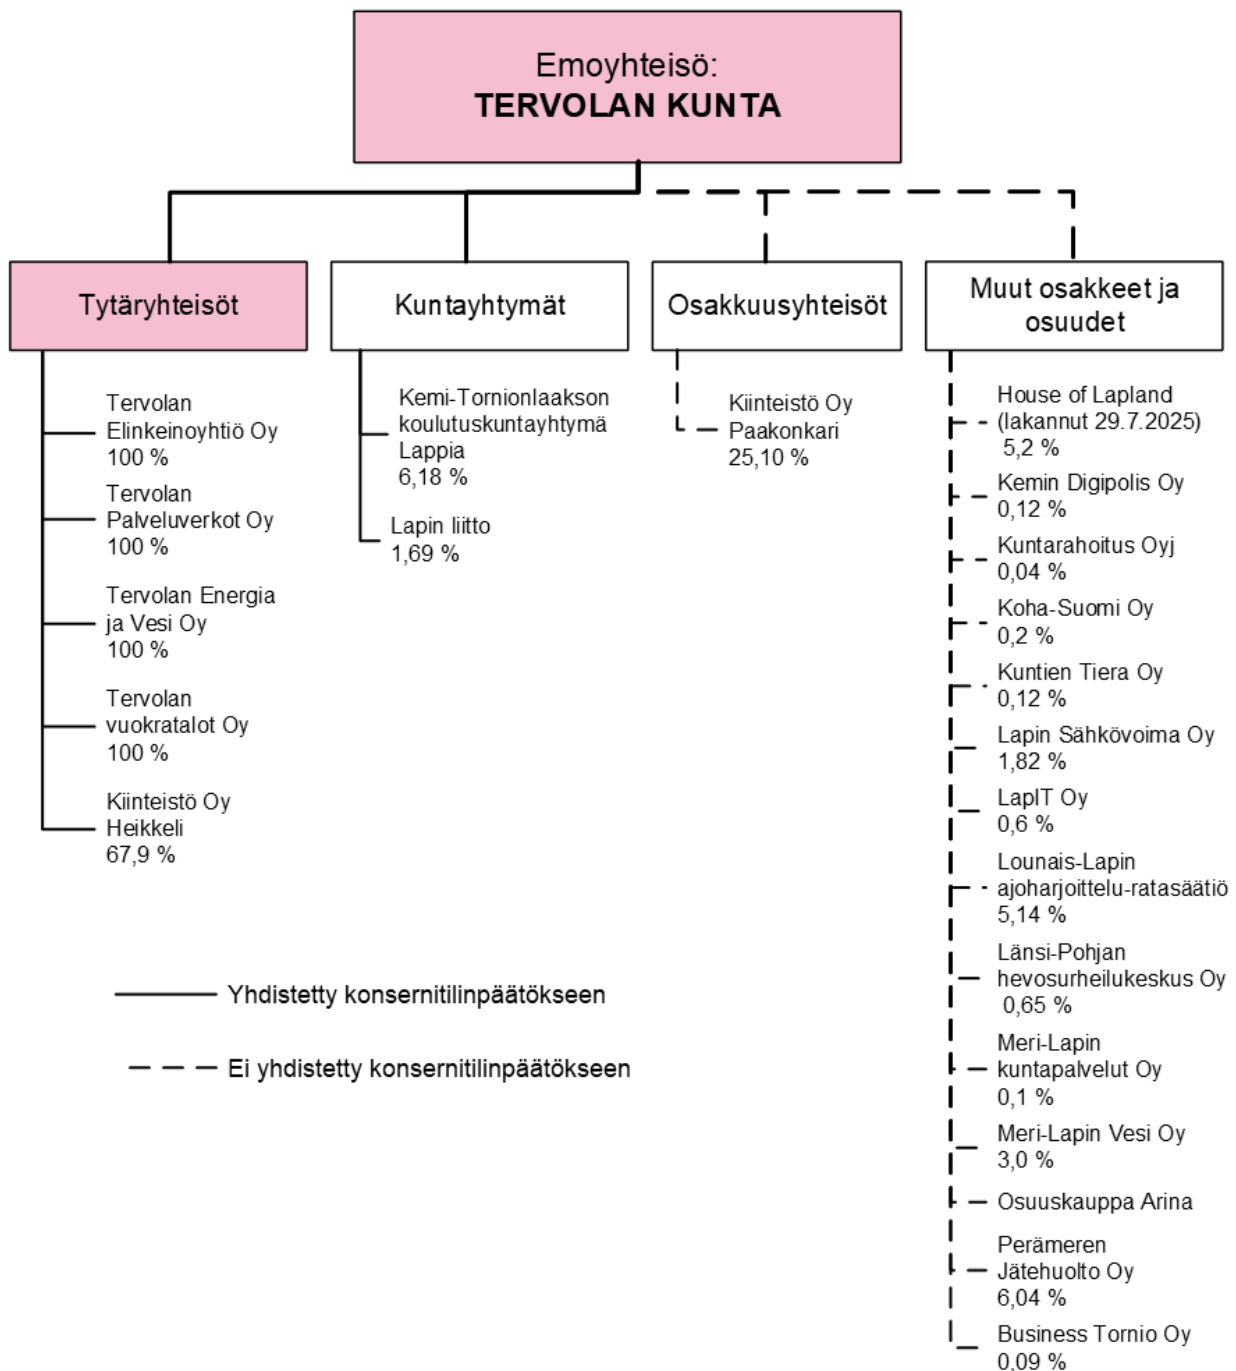 Emoyhteisö:
TERVOLAN KUNTA
Tytäryhteisöt
Tervolan
Elinkeinoyhtiö Oy
100 %
Tervolan
Palveluverkot Oy
100 %
Tervolan Energia
ja Vesi Oy
100 %
Tervolan
vuokratalot Oy
100 %
Kiinteistö Oy
Heikkeli
67,9 %
Kuntayhtymät
Kemi-Tornionlaakson
koulutuskuntayhtymä
Lappia
6,18 %
Lapin liitto
1,69 %
Osakkuusyhteisöt
Kiinteistö Oy
Paakonkari
25,10 %
Muut osakkeet ja
osuudet
House of Lapland
(lakannut 29.7.2025)
5,2 %
Kemin Digipolis Oy
0,12 %
Kuntarahoitus Oyj
0,04 %
Koha-Suomi Oy
0,2 %
Kuntien Tiera Oy
0,12 %
Lapin Sähkövoima Oy
1,82 %
LapIT Oy
0,6 %
Lounais-Lapin
ajoharjoittelu-ratasäätiö
5,14 %
Länsi-Pohjan
hevosurheilukeskus Oy
0,65 %
Meri-Lapin
kuntapalvelut Oy
0,1 %
Meri-Lapin Vesi Oy
3,0 %
Osuuskauppa Arina
Perämeren
Jätehuolto Oy
6,04 %
Business Tornio Oy
0,09 %
Yhdistetty konsernitilinpäätökseen
Ei yhdistetty konsernitilinpäätökseen